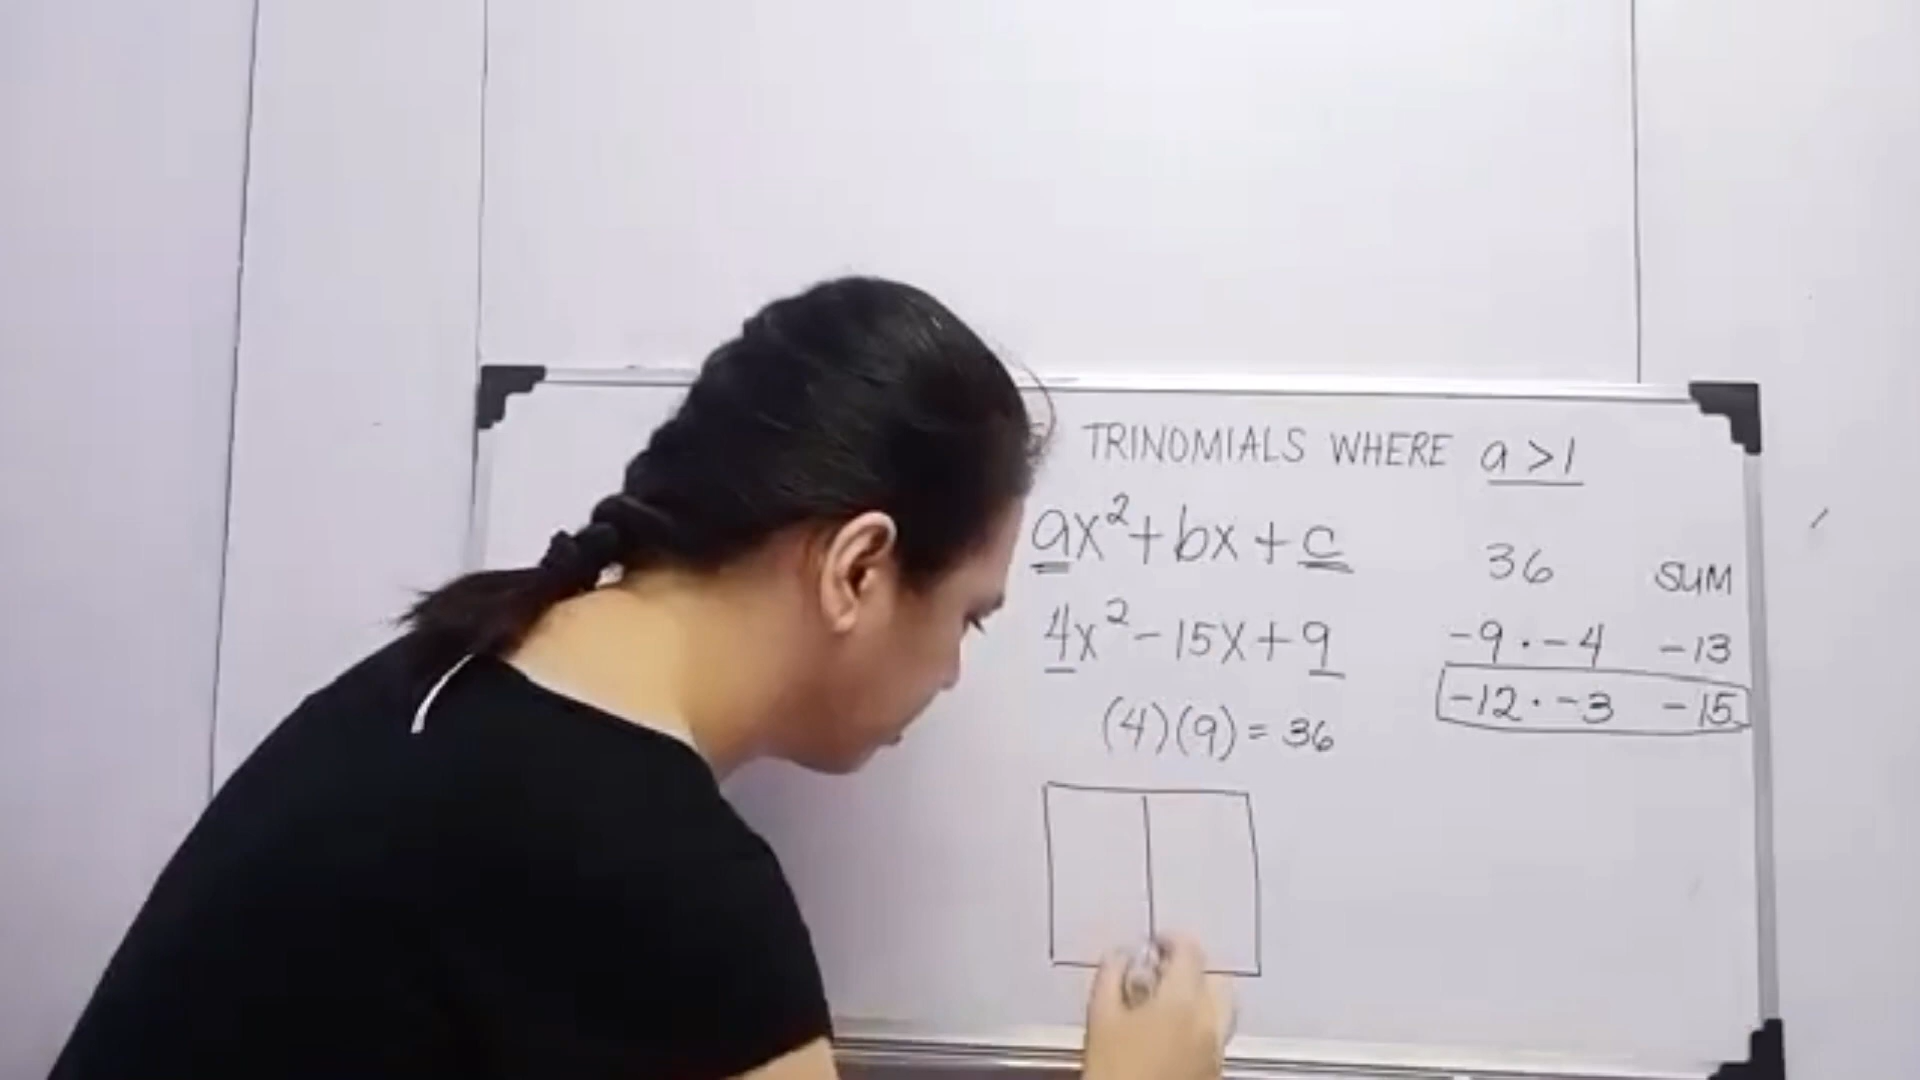 TRINOMIALS WHERE a > 1
ax² + bx + c
4x² - 15x + 9
(4)(9) = 36
36 SUM
-9 · -4 -13
-12 · -3 -15